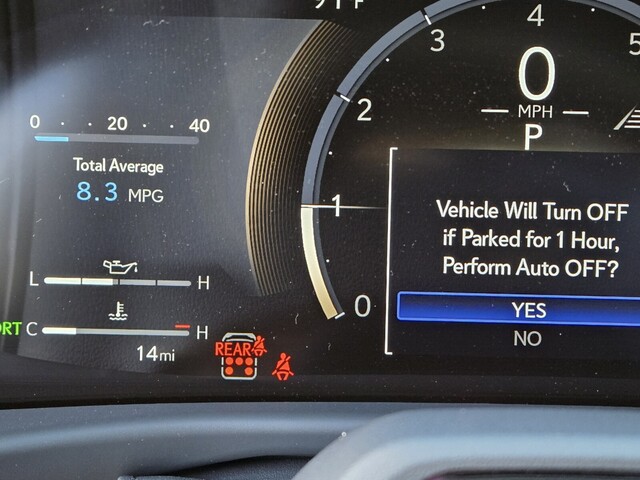 0 20 40
Total Average
8.3 MPG
L H
C H
14mi
REAR
0
1
2
3
4
5
0
MPH
P
Vehicle Will Turn OFF
if Parked for 1 Hour,
Perform Auto OFF?
YES
NO